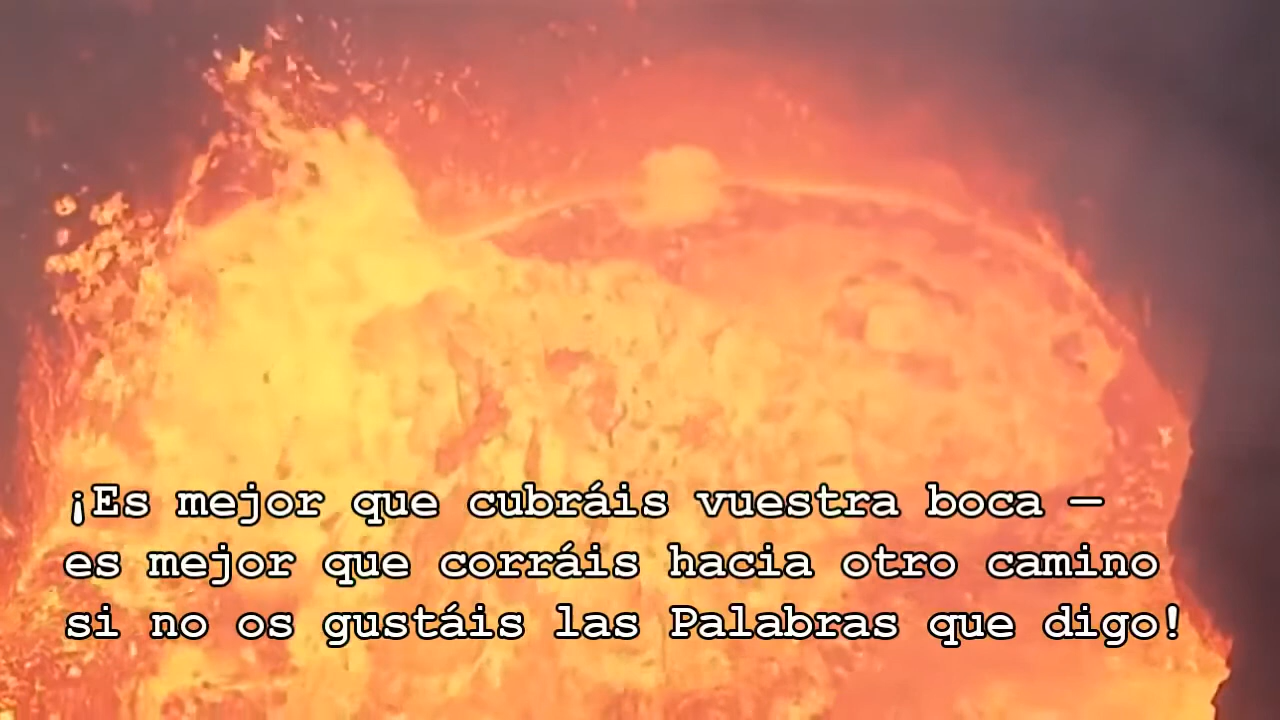 ¡Es mejor que cubráis vuestra boca —
es mejor que corráis hacia otro camino
si no os gustáis las Palabras que digo!